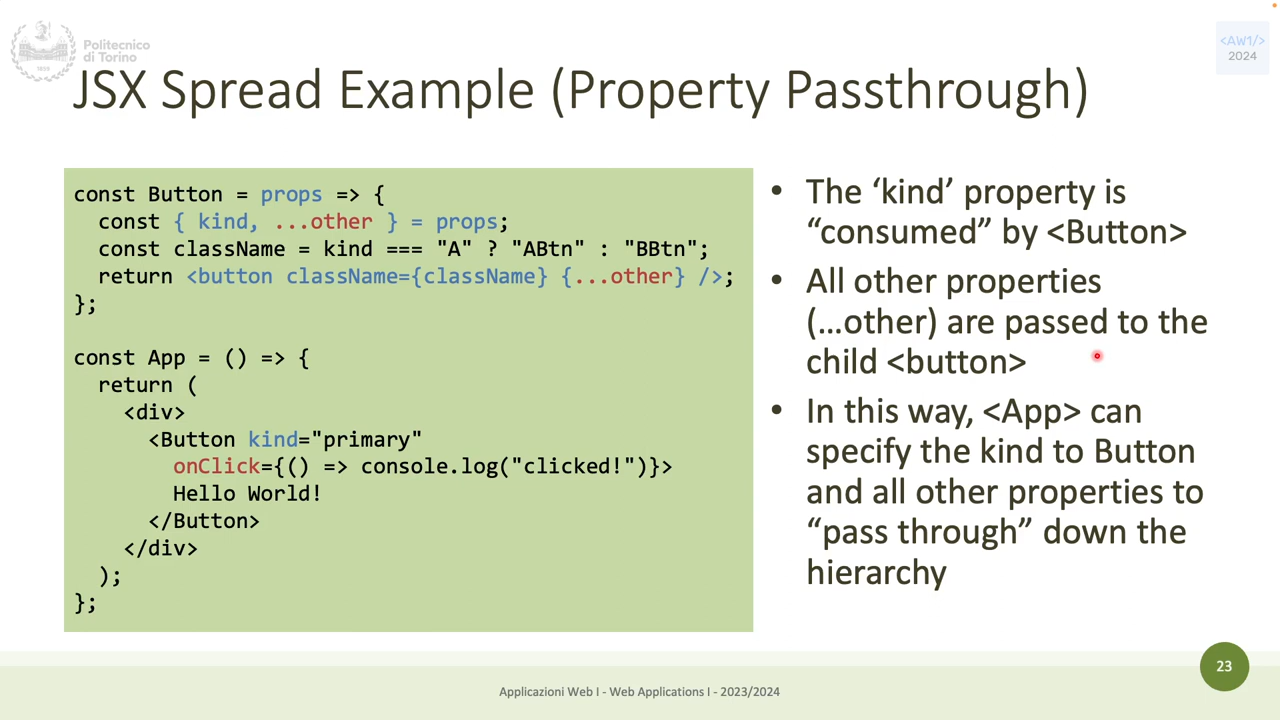 Politecnico
di Torino
1859
<AW1/>
2024
JSX Spread Example (Property Passthrough)
const Button = props => {
  const { kind, ...other } = props;
  const className = kind === "A" ? "ABtn" : "BBtn";
  return <button className={className} {...other} />;
};
const App = () => {
  return (
    <div>
      <Button kind="primary"
        onClick={() => console.log("clicked!")}>
        Hello World!
      </Button>
    </div>
  );
};
• The ‘kind’ property is
“consumed” by <Button>
• All other properties
(…other) are passed to the
child <button>
• In this way, <App> can
specify the kind to Button
and all other properties to
“pass through” down the
hierarchy
23
Applicazioni Web I - Web Applications I - 2023/2024